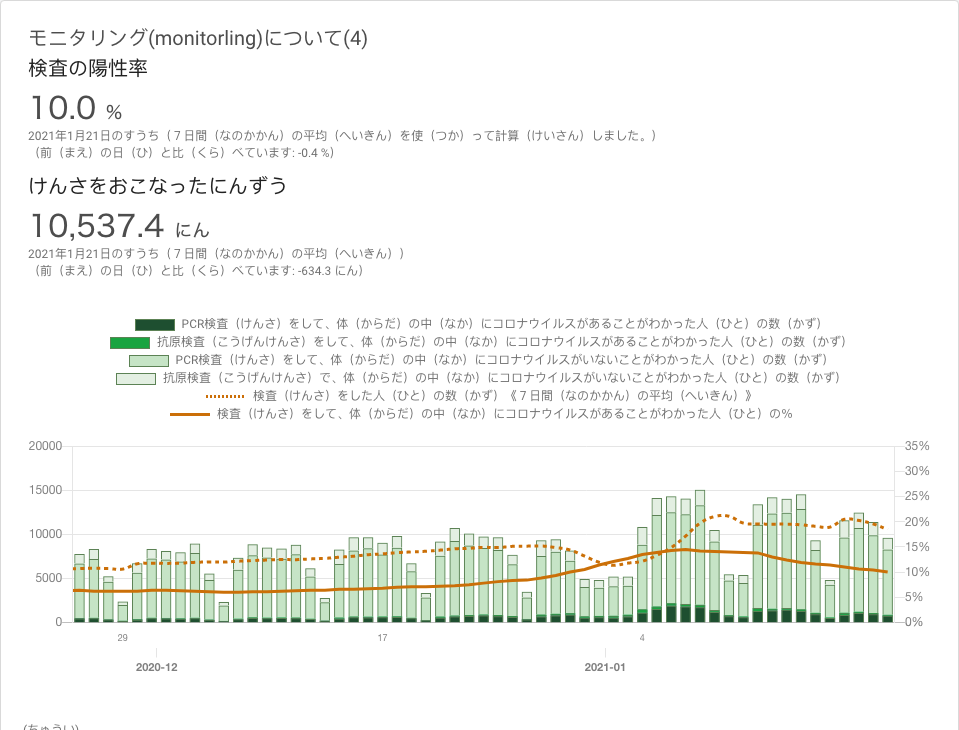 モニタリング(monitorling)について(4)
検査の陽性率
10.0 %
2021年1月21日のすうち（７日間（なのかかん）の平均（へいきん）を使（つか）って計算（けいさん）しました。）
（前（まえ）の日（ひ）と比（くら）べています: -0.4 %）
けんさをおこなったにんずう
10,537.4 にん
2021年1月21日のすうち（７日間（なのかかん）の平均（へいきん））
（前（まえ）の日（ひ）と比（くら）べています: -634.3 にん）
PCR検査（けんさ）をして、体（からだ）の中（なか）にコロナウイルスがあることがわかった人（ひと）の数（かず）
抗原検査（こうげんけんさ）をして、体（からだ）の中（なか）にコロナウイルスがあることがわかった人（ひと）の数（かず）
PCR検査（けんさ）をして、体（からだ）の中（なか）にコロナウイルスがいないことがわかった人（ひと）の数（かず）
抗原検査（こうげんけんさ）で、体（からだ）の中（なか）にコロナウイルスがいないことがわかった人（ひと）の数（かず）
検査（けんさ）をした人（ひと）の数（かず）《７日間（なのかかん）の平均（へいきん）》
検査（けんさ）をして、体（からだ）の中（なか）にコロナウイルスがあることがわかった人（ひと）の%
20000 35%
30%
15000 25%
20%
10000 15%
5000 10%
5%
0 0%
29 17 4
2020-12 2021-01
(ちゅうい)